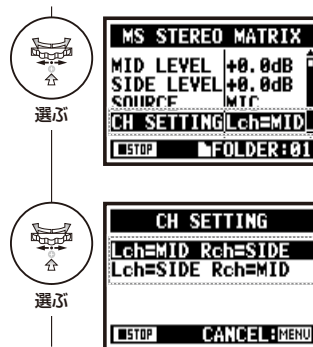 MS STEREO MATRIX
MID LEVEL +0.0dB
SIDE LEVEL +0.0dB
SOURCE MIC
CH SETTING Lch=MID
選ぶ
STOP FOLDER:01
CH SETTING
Lch=MID Rch=SIDE
Lch=SIDE Rch=MID
選ぶ
STOP CANCEL:MENU